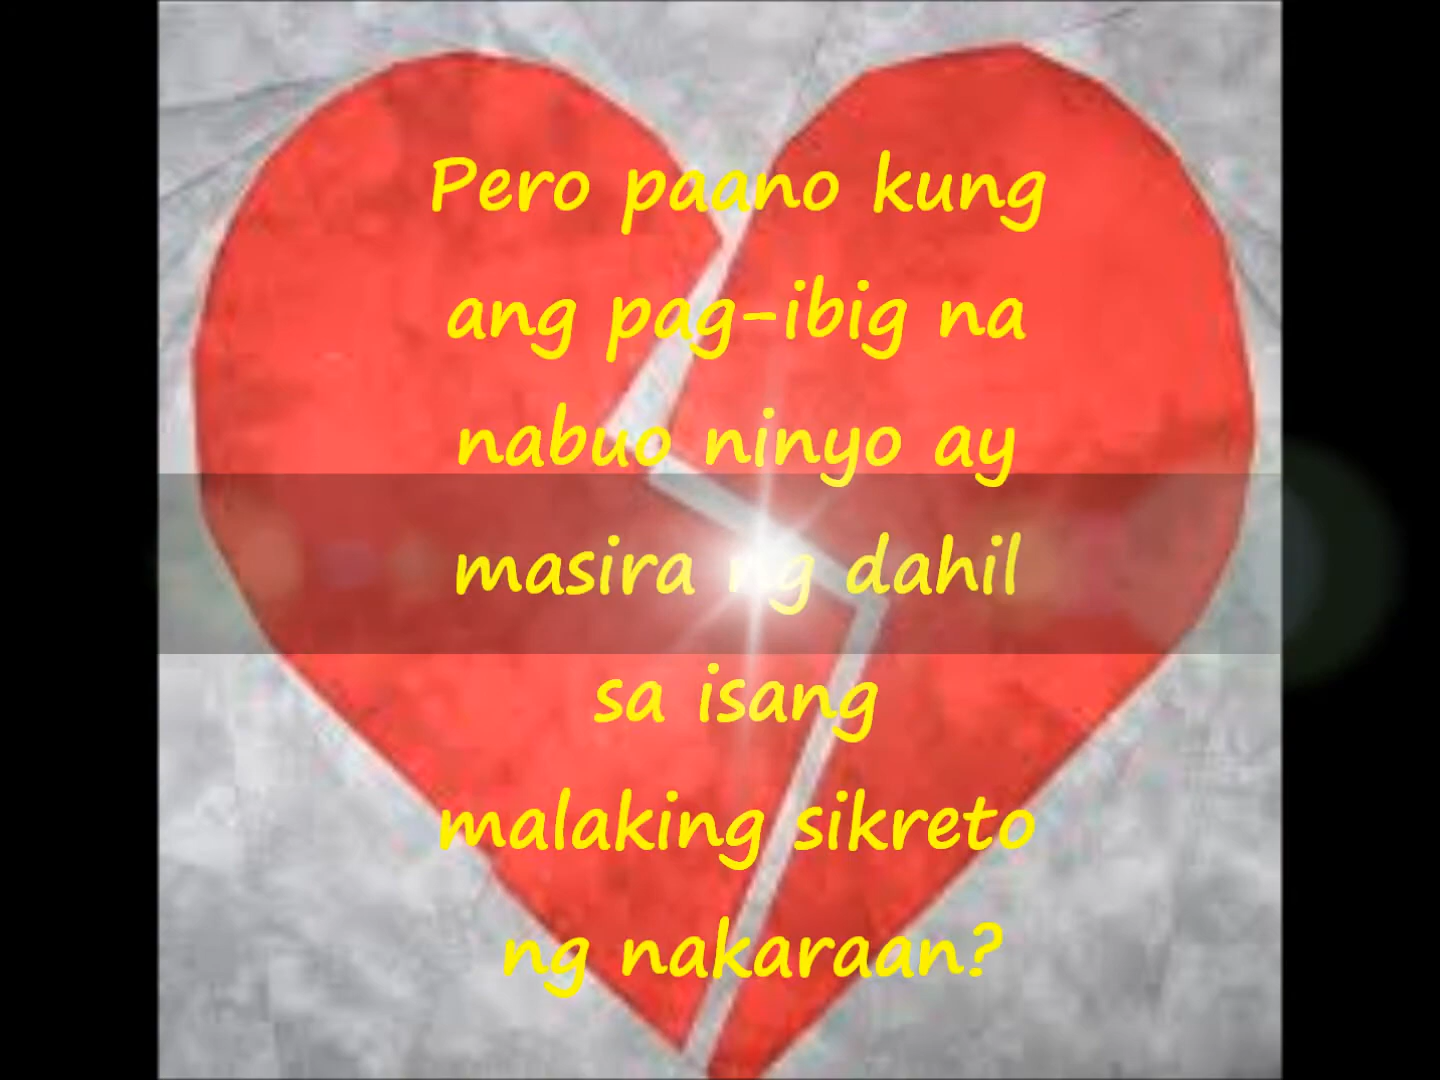 Pero paano kung
ang pag-ibig na
nabuo ninyo ay
masira ng dahil
sa isang
malaking sikreto
ng nakaraan?